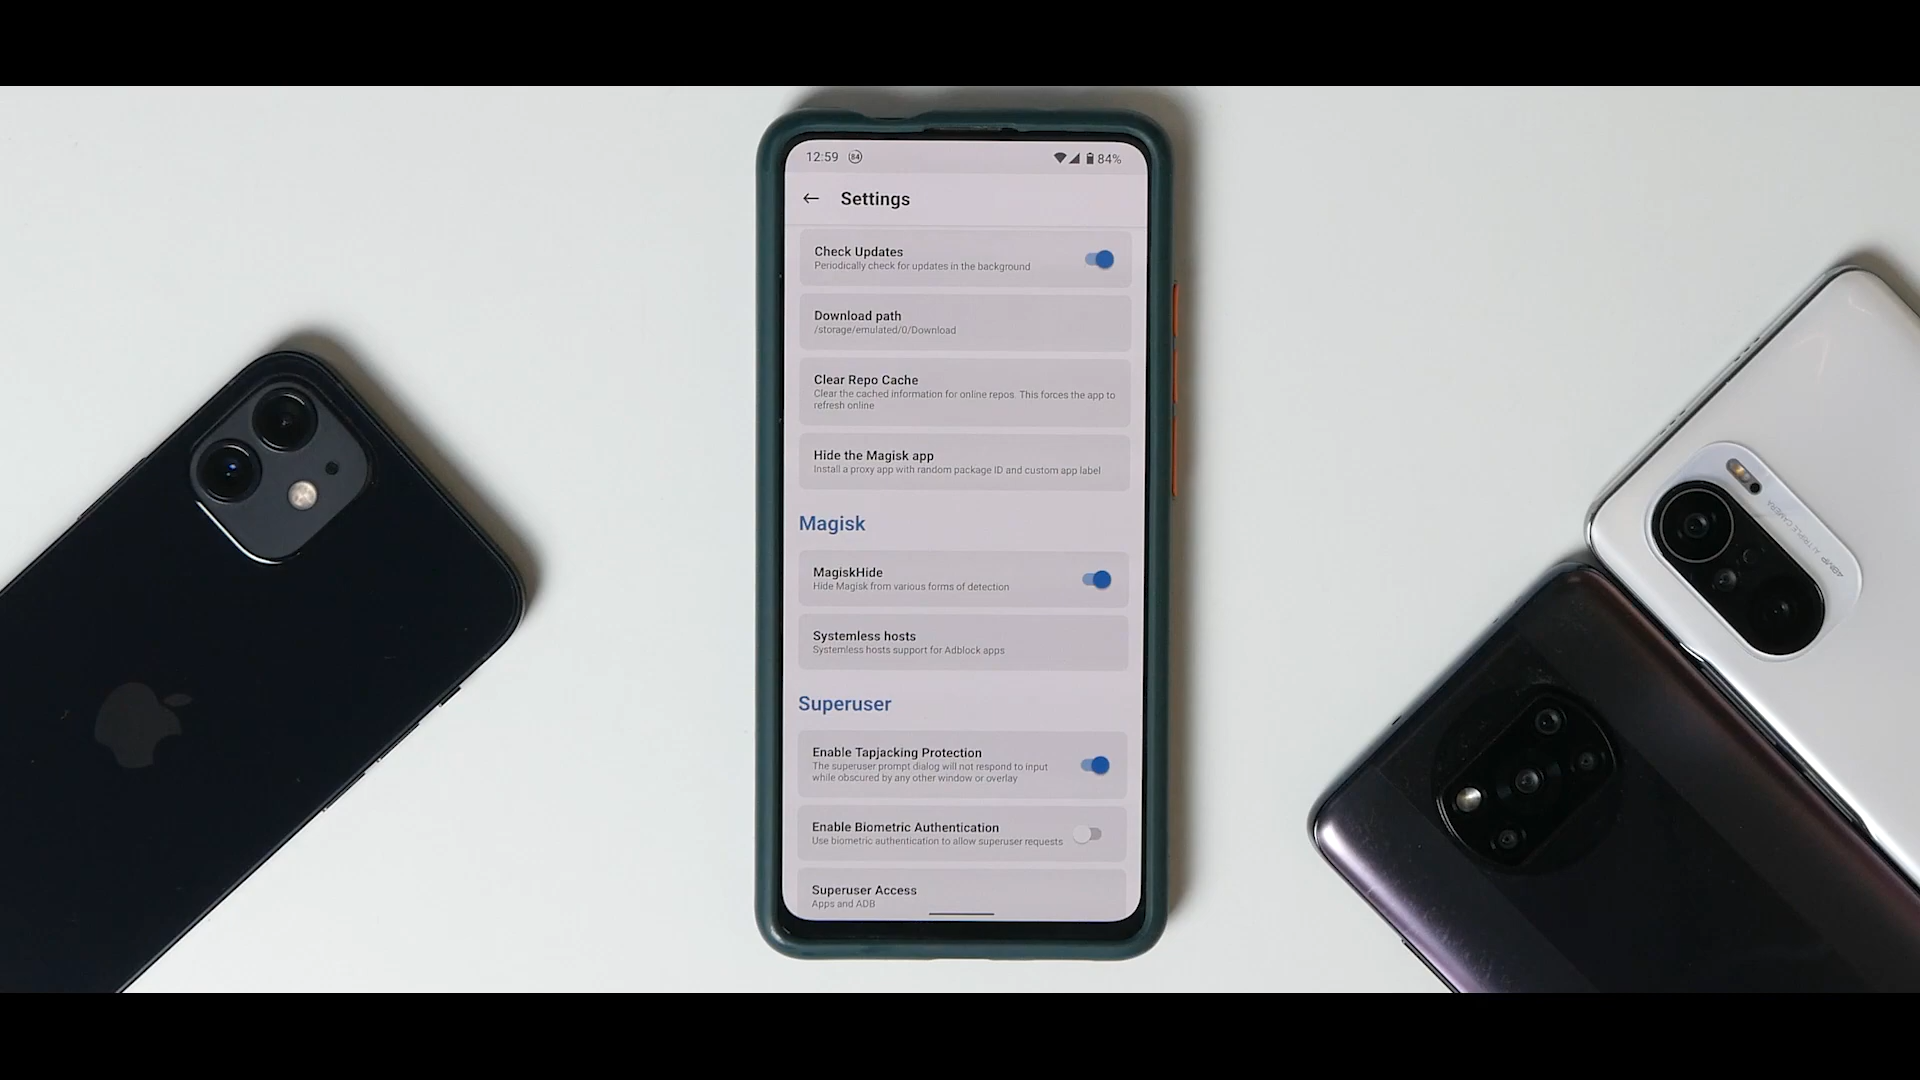 12:59 84 84%
Settings
Check Updates
Periodically check for updates in the background
Download path
/storage/emulated/0/Download
Clear Repo Cache
Clear the cached information for online repos. This forces the app to
refresh online
Hide the Magisk app
Install a proxy app with random package ID and custom app label
Magisk
MagiskHide
Hide Magisk from various forms of detection
Systemless hosts
Systemless hosts support for Adblock apps
Superuser
Enable Tapjacking Protection
The superuser prompt dialog will not respond to input
while obscured by any other window or overlay
Enable Biometric Authentication
Use biometric authentication to allow superuser requests
Superuser Access
Apps and ADB
48MP AI TRIPLE CAMERA